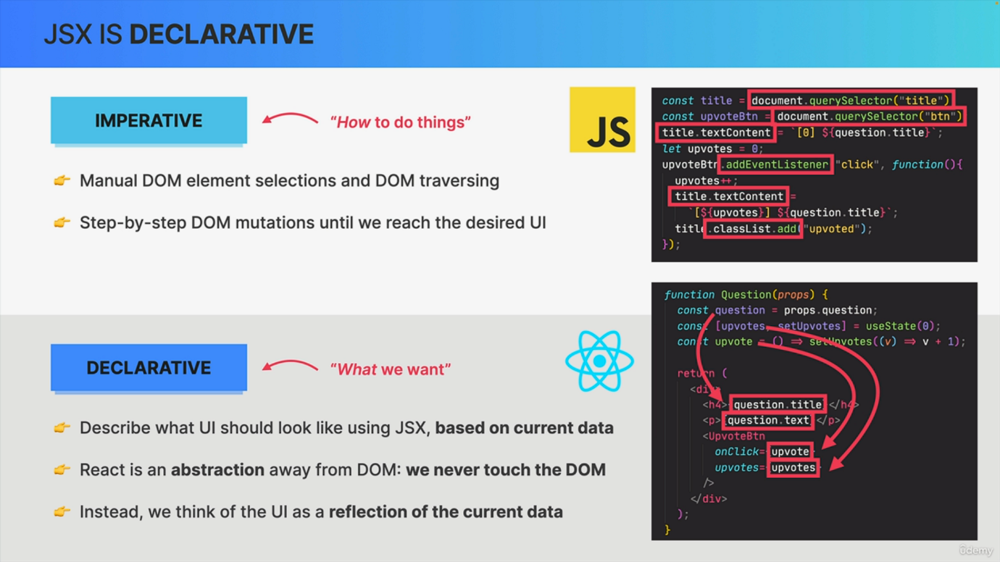 JSX IS DECLARATIVE
IMPERATIVE
“How to do things”
👉 Manual DOM element selections and DOM traversing
👉 Step-by-step DOM mutations until we reach the desired UI
JS
const title = document.querySelector("title")
const upvoteBtn = document.querySelector("btn")
title.textContent = `[0] ${question.title}`;
let upvotes = 0;
upvoteBtn.addEventListener("click", function(){
upvotes++;
title.textContent =
`[${upvotes}] ${question.title}`;
title.classList.add("upvoted");
});
DECLARATIVE
“What we want”
👉 Describe what UI should look like using JSX, based on current data
👉 React is an abstraction away from DOM: we never touch the DOM
👉 Instead, we think of the UI as a reflection of the current data
function Question(props) {
const question = props.question;
const [upvotes, setUpvotes] = useState(0);
const upvote = () => setUpvotes((v) => v + 1);
return (
<div>
<h4>{question.title}</h4>
<p>{question.text}</p>
<UpvoteBtn
onClick={upvote}
upvotes={upvotes}
/>
</div>
);
}
ûdemy